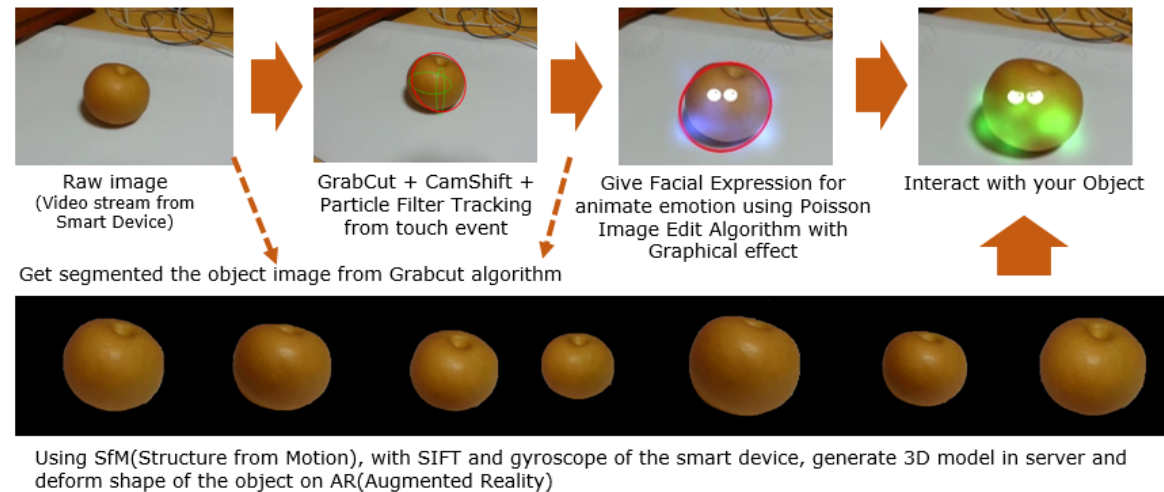 Raw image
(Video stream from
Smart Device)
GrabCut + CamShift +
Particle Filter Tracking
from touch event
Give Facial Expression for
animate emotion using Poisson
Image Edit Algorithm with
Graphical effect
Interact with your Object
Get segmented the object image from Grabcut algorithm
Using SfM(Structure from Motion), with SIFT and gyroscope of the smart device, generate 3D model in server and
deform shape of the object on AR(Augmented Reality)